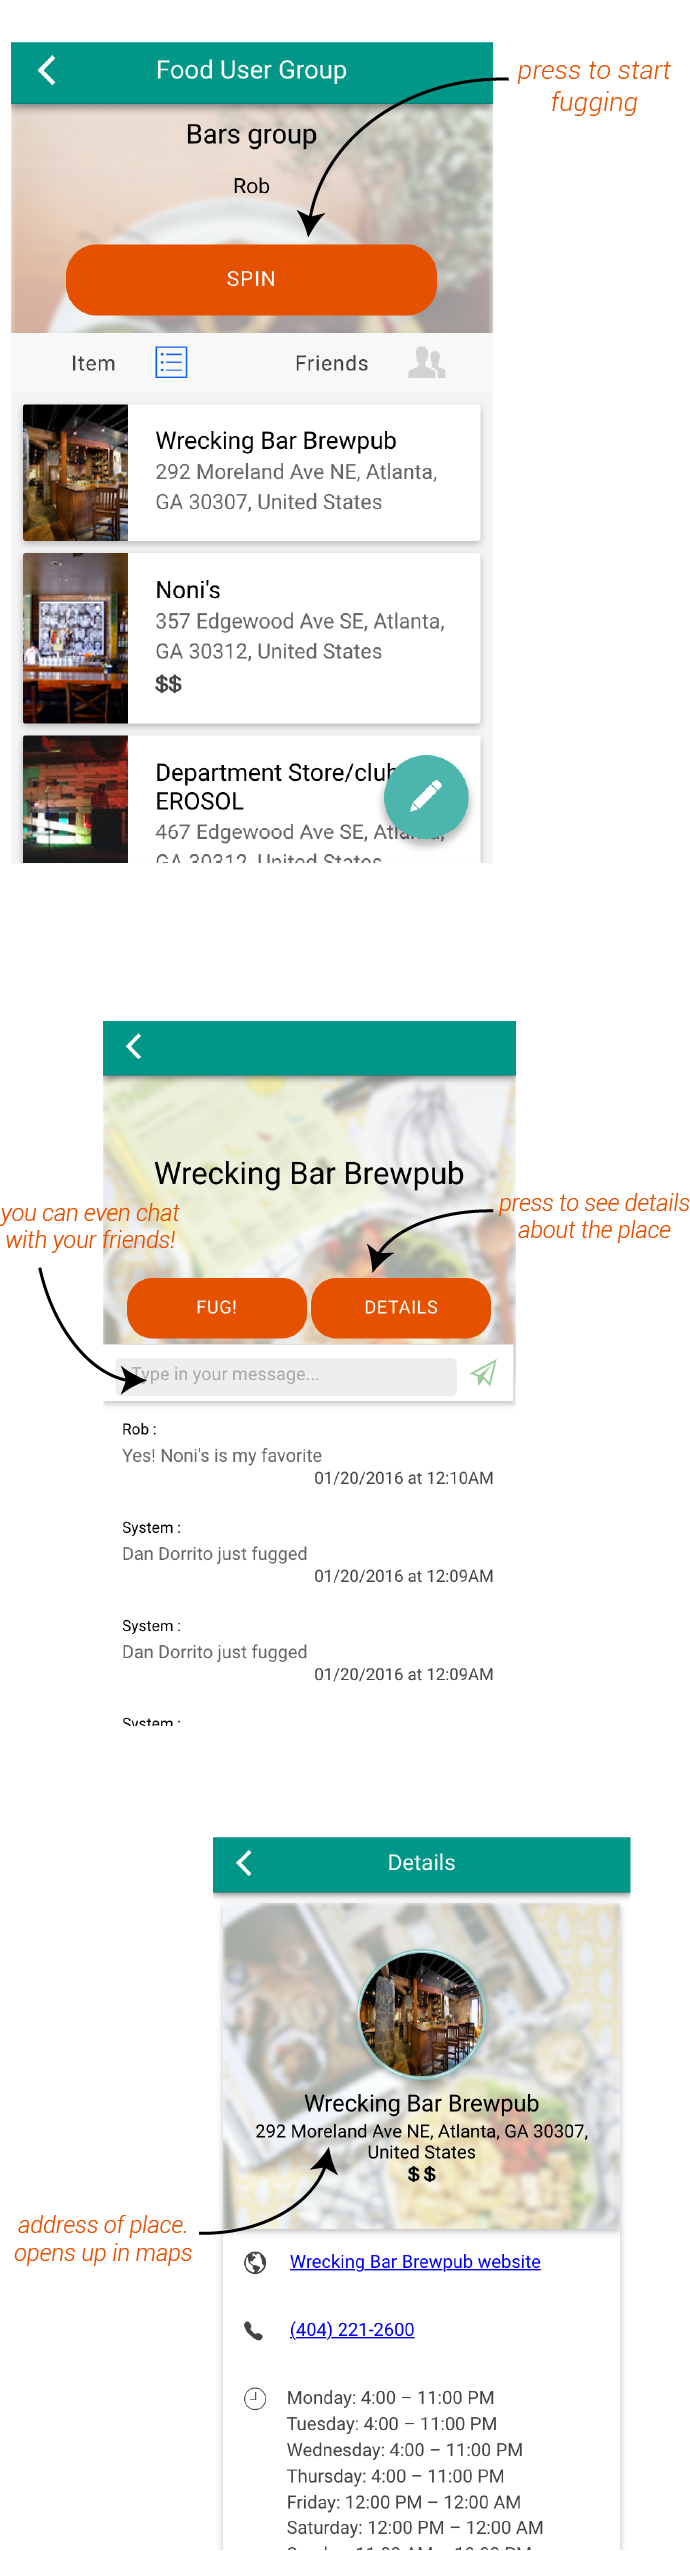 Food User Group
press to start
fugging
Bars group
Rob
SPIN
Item
Friends
Wrecking Bar Brewpub
292 Moreland Ave NE, Atlanta,
GA 30307, United States
Noni's
357 Edgewood Ave SE, Atlanta,
GA 30312, United States
$$
Department Store/club
EROSOL
467 Edgewood Ave SE, Atlanta,
GA 30312, United States
Wrecking Bar Brewpub
you can even chat
with your friends!
press to see details
about the place
FUG!
DETAILS
Type in your message...
Rob :
Yes! Noni's is my favorite
01/20/2016 at 12:10AM
System :
Dan Dorrito just fugged
01/20/2016 at 12:09AM
System :
Dan Dorrito just fugged
01/20/2016 at 12:09AM
System :
Details
Wrecking Bar Brewpub
292 Moreland Ave NE, Atlanta, GA 30307,
United States
$$
address of place.
opens up in maps
Wrecking Bar Brewpub website
(404) 221-2600
Monday: 4:00 – 11:00 PM
Tuesday: 4:00 – 11:00 PM
Wednesday: 4:00 – 11:00 PM
Thursday: 4:00 – 11:00 PM
Friday: 12:00 PM – 12:00 AM
Saturday: 12:00 PM – 12:00 AM